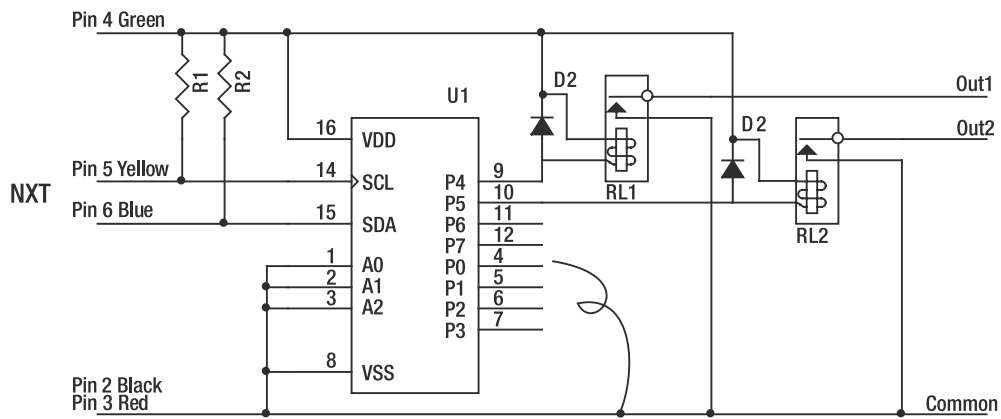 Pin 4 Green
R1
R2
D2
U1
Out1
16
VDD
D2
Out2
Pin 5 Yellow
14
SCL
P4
9
RL1
NXT
P5
10
Pin 6 Blue
15
SDA
P6
11
RL2
P7
12
1
A0
P0
4
2
A1
P1
5
3
A2
P2
6
P3
7
8
VSS
Pin 2 Black
Pin 3 Red
Common